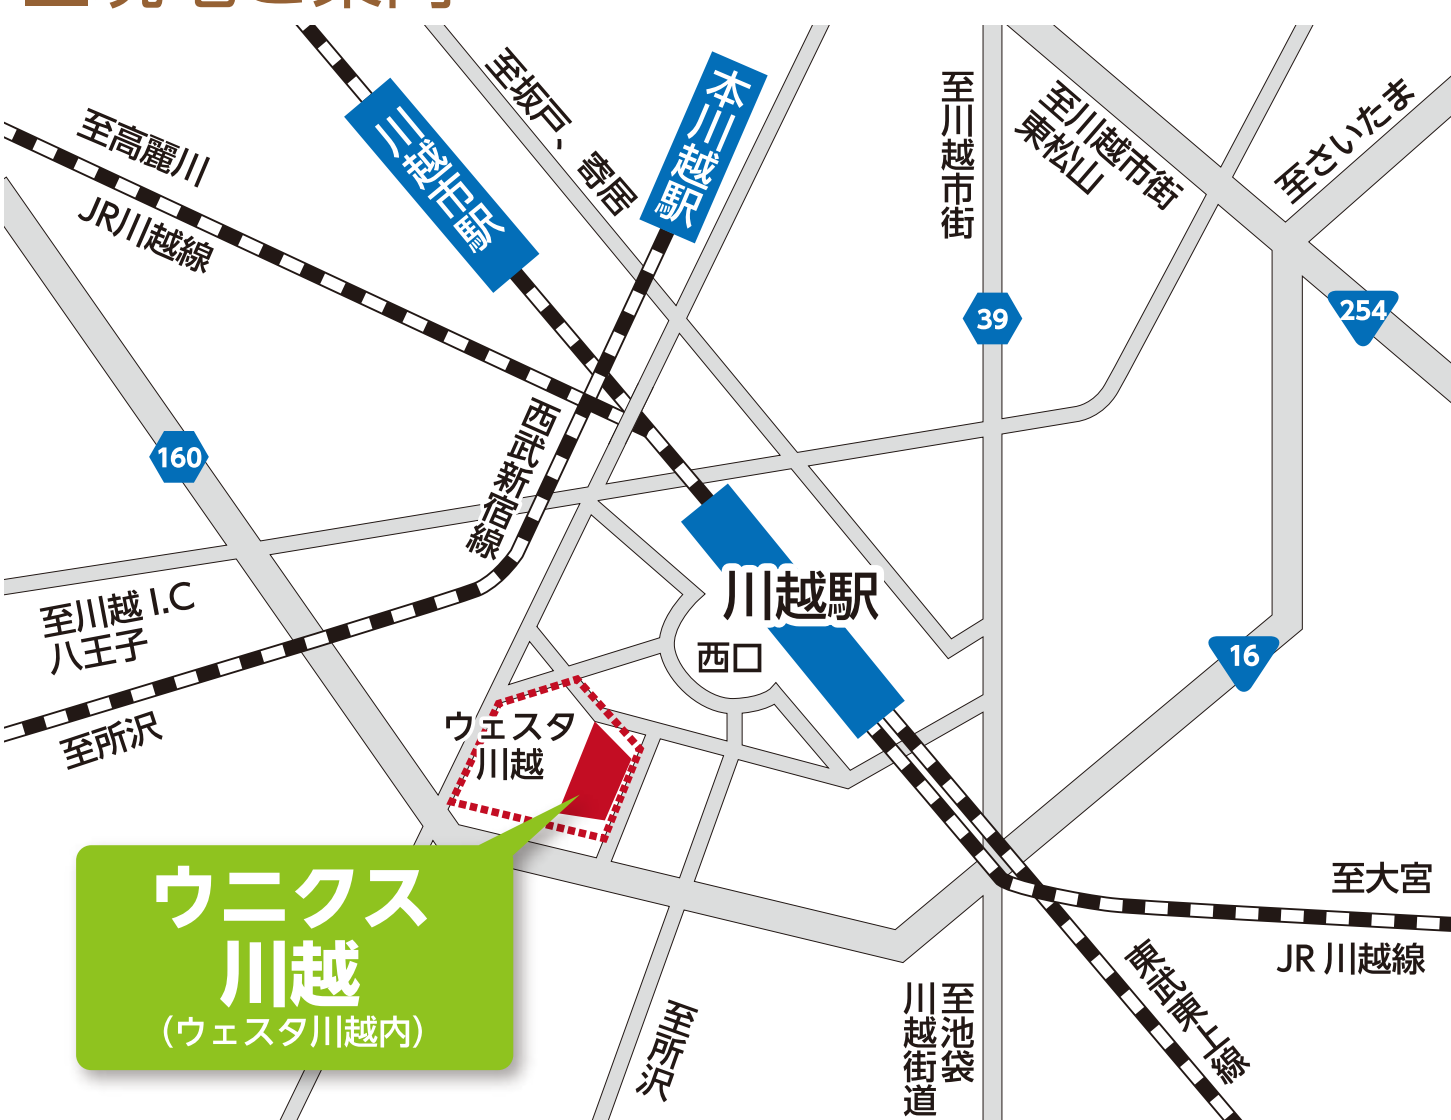 至坂戸、寄居
本川越駅
川越市駅
至川越市街
至川越市街
東松山
至さいたま
至高麗川
JR川越線
254
39
160
西武新宿線
川越駅
西口
至川越 I.C
八王子
16
至所沢
ウェスタ
川越
ウニクス
川越
(ウェスタ川越内)
至大宮
JR 川越線
東武東上線
至所沢
至池袋
川越街道